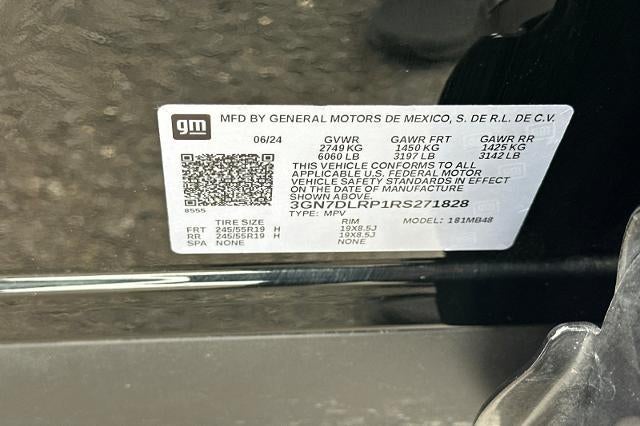 gm MFD BY GENERAL MOTORS DE MEXICO, S. DE R.L. DE C.V.
06/24 GVWR GAWR FRT GAWR RR
2749 KG 1450 KG 1425 KG
6060 LB 3197 LB 3142 LB
THIS VEHICLE CONFORMS TO ALL
APPLICABLE U.S. FEDERAL MOTOR
VEHICLE SAFETY STANDARDS IN EFFECT
ON THE DATE OF MANUFACTURE
SHOWN ABOVE.
3GN7DLRP1RS271828
8555 TYPE: MPV MODEL: 181MB48
TIRE SIZE RIM
FRT 245/55R19 H 19X8.5J
RR 245/55R19 H 19X8.5J
SPA NONE NONE